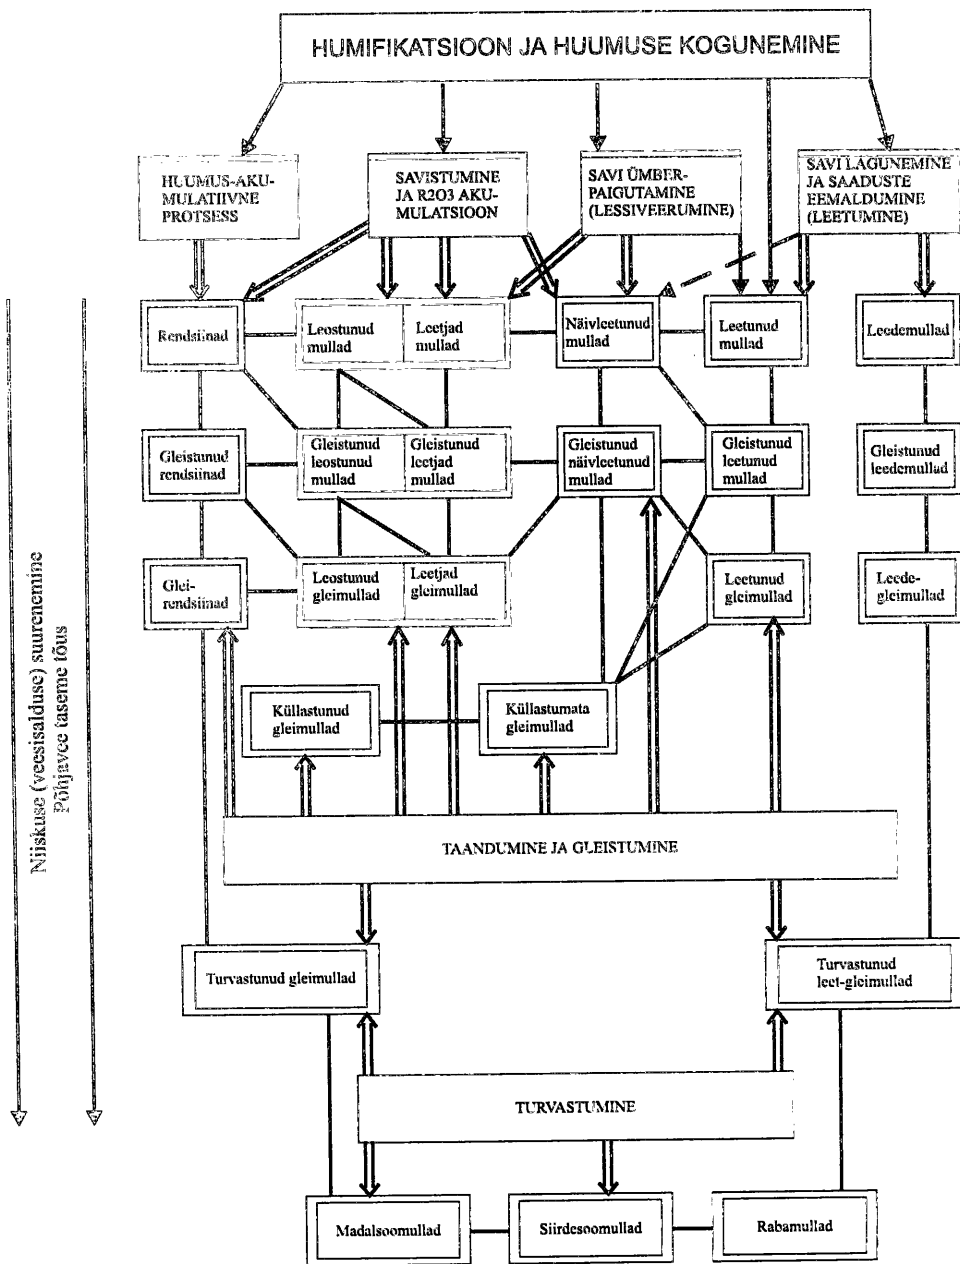 HUMIFIKATSIOON JA HUUMUSE KOGUNEMINE
HUUMUS-AKU-
MULATIIVNE
PROTSESS
SAVISTUMINE
JA R2O3 AKU-
MULATSIOON
SAVI ÜMBER-
PAIGUTAMINE
(LESSIVEERUMINE)
SAVI LAGUNEMINE
JA SAADUSTE
EEMALDUMINE
(LEETUMINE)
Rendsiinad
Leostunud
mullad
Leetjad
mullad
Näivleetunud
mullad
Leetunud
mullad
Leedemullad
Gleistunud
rendsiinad
Gleistunud
leostunud
mullad
Gleistunud
leetjad
mullad
Gleistunud
näivleetunud
mullad
Gleistunud
leetunud
mullad
Gleistunud
leedemullad
Glei-
rendsiinad
Leostunud
gleimullad
Leetjad
gleimullad
Leetunud
gleimullad
Leede-
gleimullad
Niiskuse (veesisalduse) suurenemine
Põhjavee taseme tõus
Küllastunud
gleimullad
Küllastumata
gleimullad
TAANDUMINE JA GLEISTUMINE
Turvastunud gleimullad
Turvastunud
leet-gleimullad
TURVASTUMINE
Madalsoomullad
Siirdesoomullad
Rabamullad